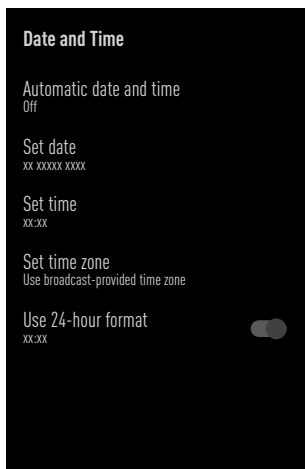 Date and Time
Automatic date and time
Off
Set date
xx xxxxx xxxx
Set time
xx:xx
Set time zone
Use broadcast-provided time zone
Use 24-hour format
xx:xx